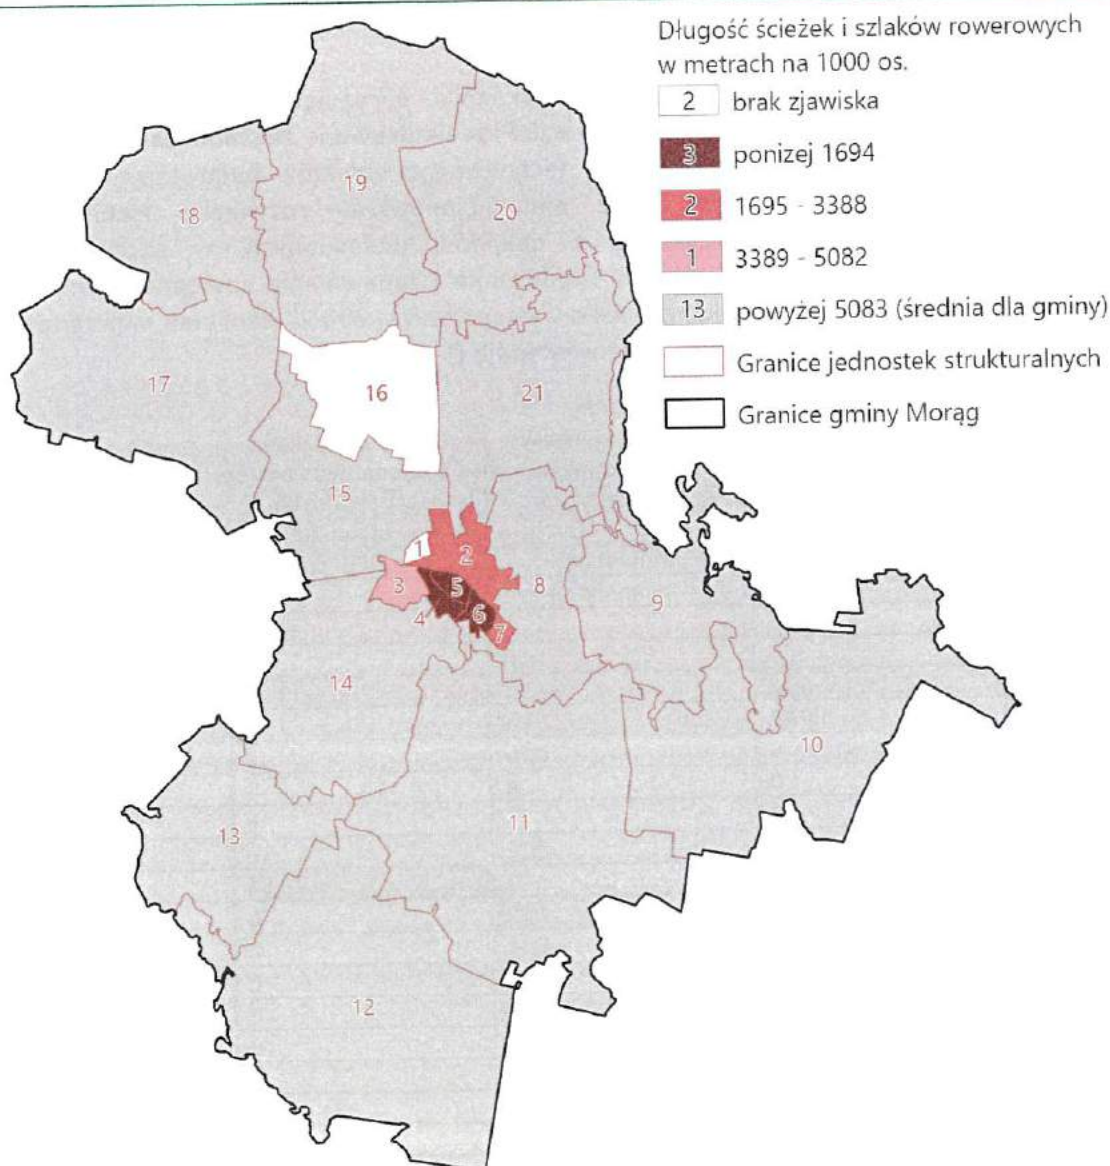 Długość ścieżek i szlaków rowerowych
w metrach na 1000 os.
2 brak zjawiska
3 ponizej 1694
2 1695 - 3388
1 3389 - 5082
13 powyżej 5083 (średnia dla gminy)
Granice jednostek strukturalnych
Granice gminy Morąg
19
18
20
17
16
21
15
1
2
3
5
8
4
6
7
9
14
10
11
13
12